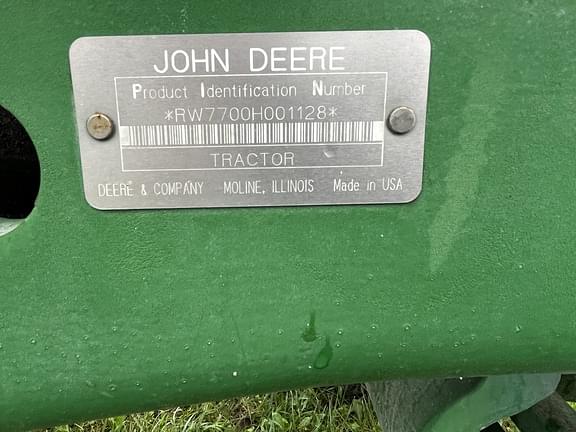 JOHN DEERE
Product Identification Number
*RW7700H001128*
TRACTOR
DEERE & COMPANY MOLINE, ILLINOIS Made in USA